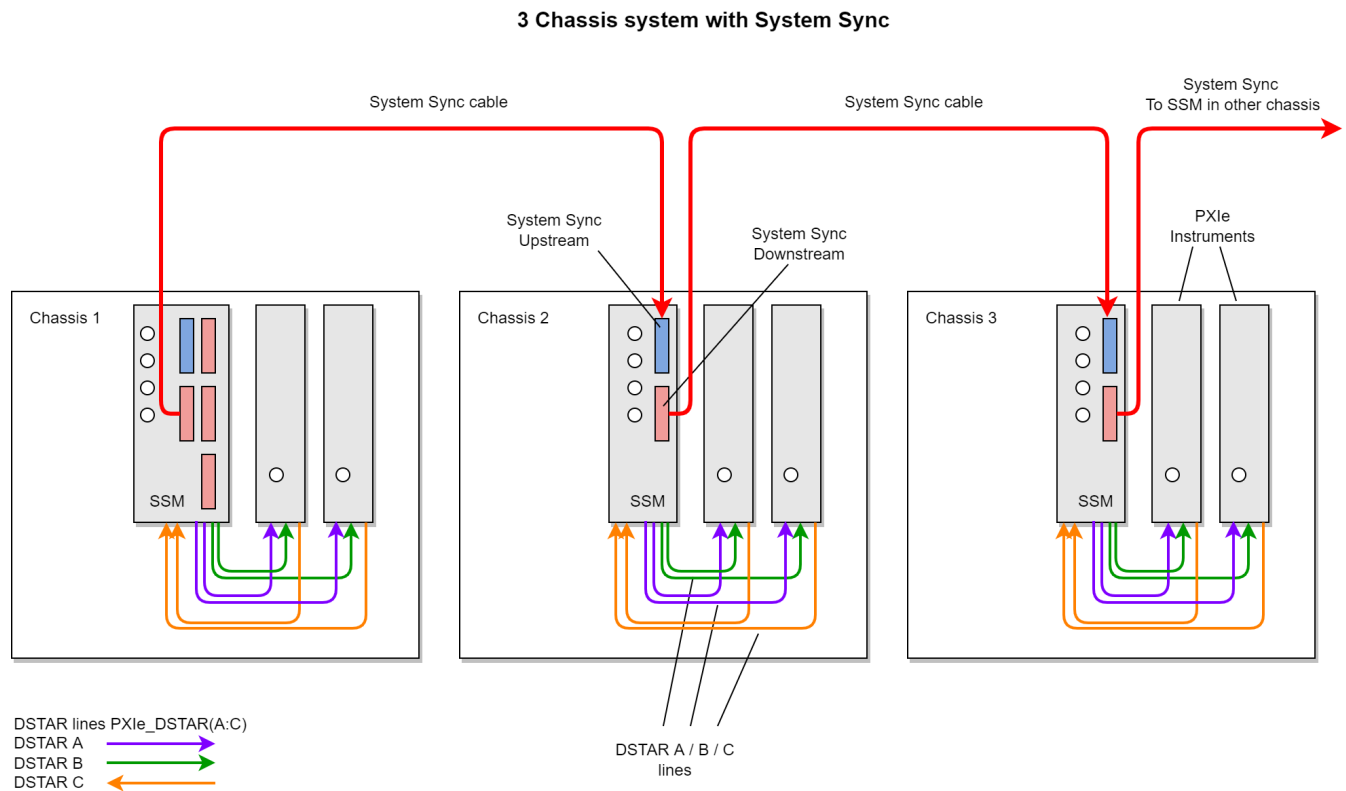 3 Chassis system with System Sync
System Sync cable
System Sync cable
System Sync
To SSM in other chassis
System Sync
Upstream
System Sync
Downstream
PXIe
Instruments
Chassis 1
Chassis 2
Chassis 3
SSM
SSM
SSM
DSTAR lines PXIe_DSTAR(A:C)
DSTAR A
DSTAR B
DSTAR C
DSTAR A / B / C
lines